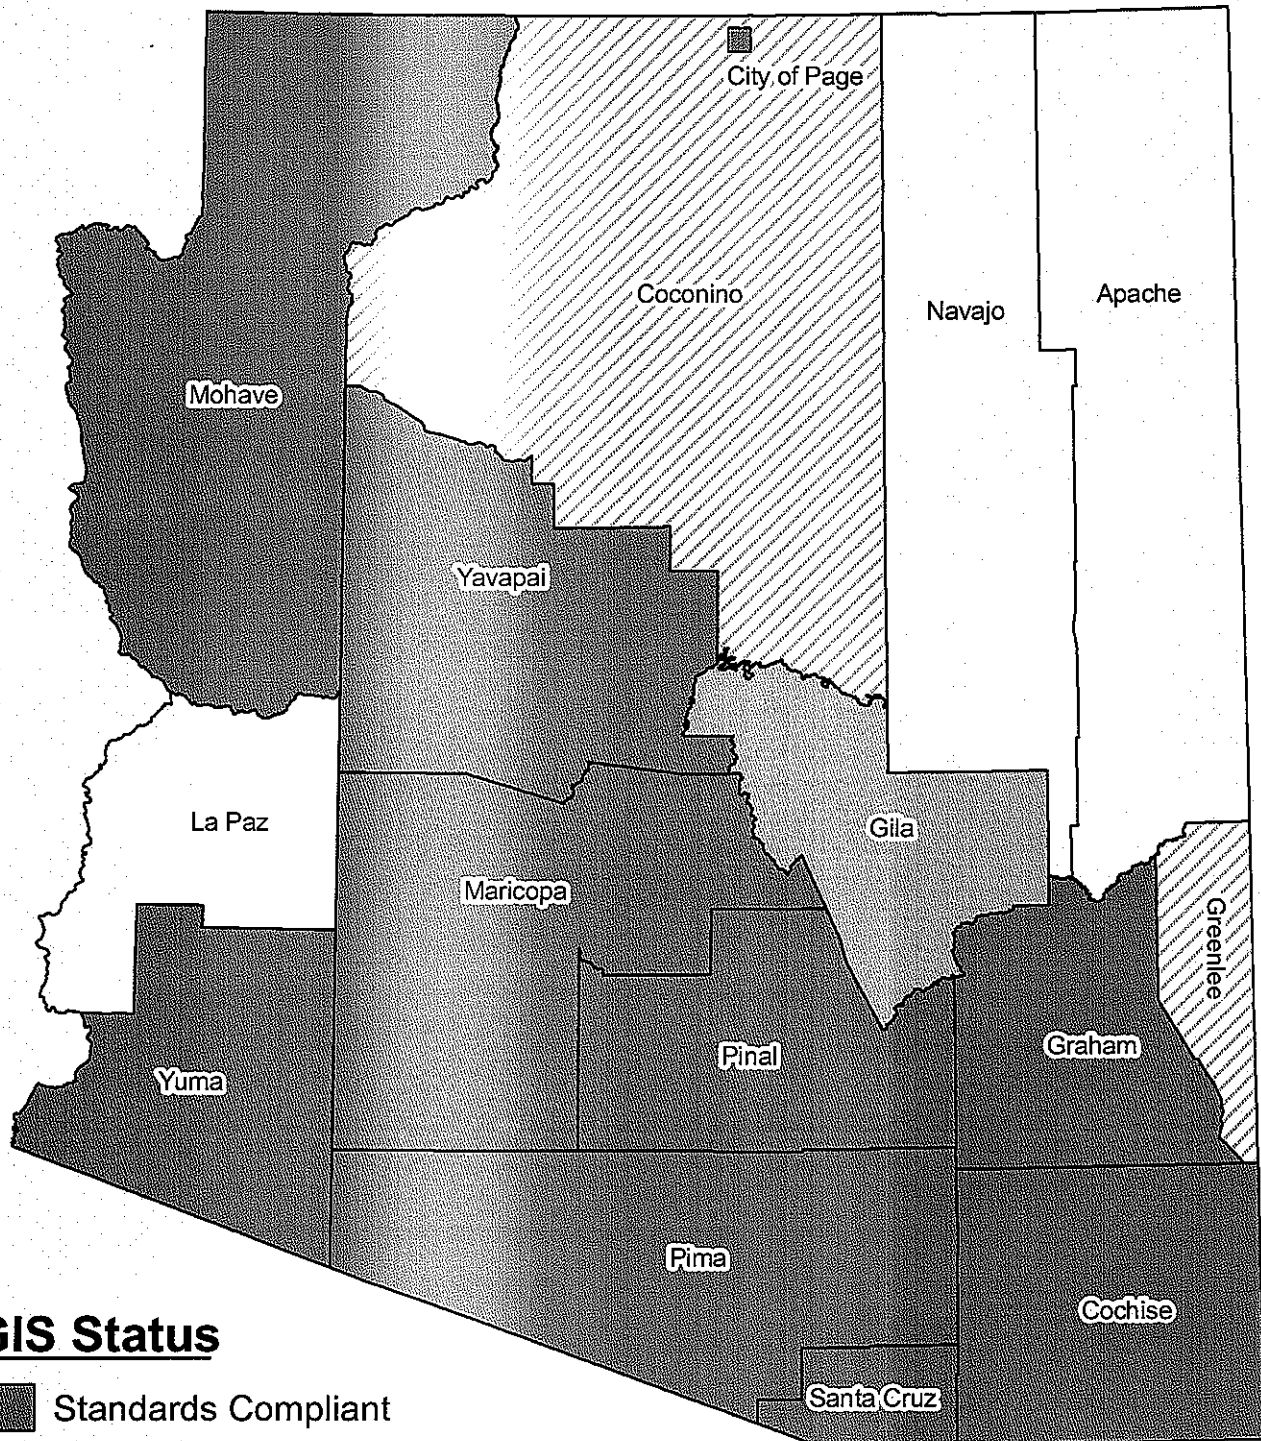 City of Page
Coconino
Navajo
Apache
Mohave
Yavapai
La Paz
Gila
Maricopa
Greenlee
Graham
Pinal
Yuma
Pima
Cochise
Santa Cruz
GIS Status
Standards Compliant